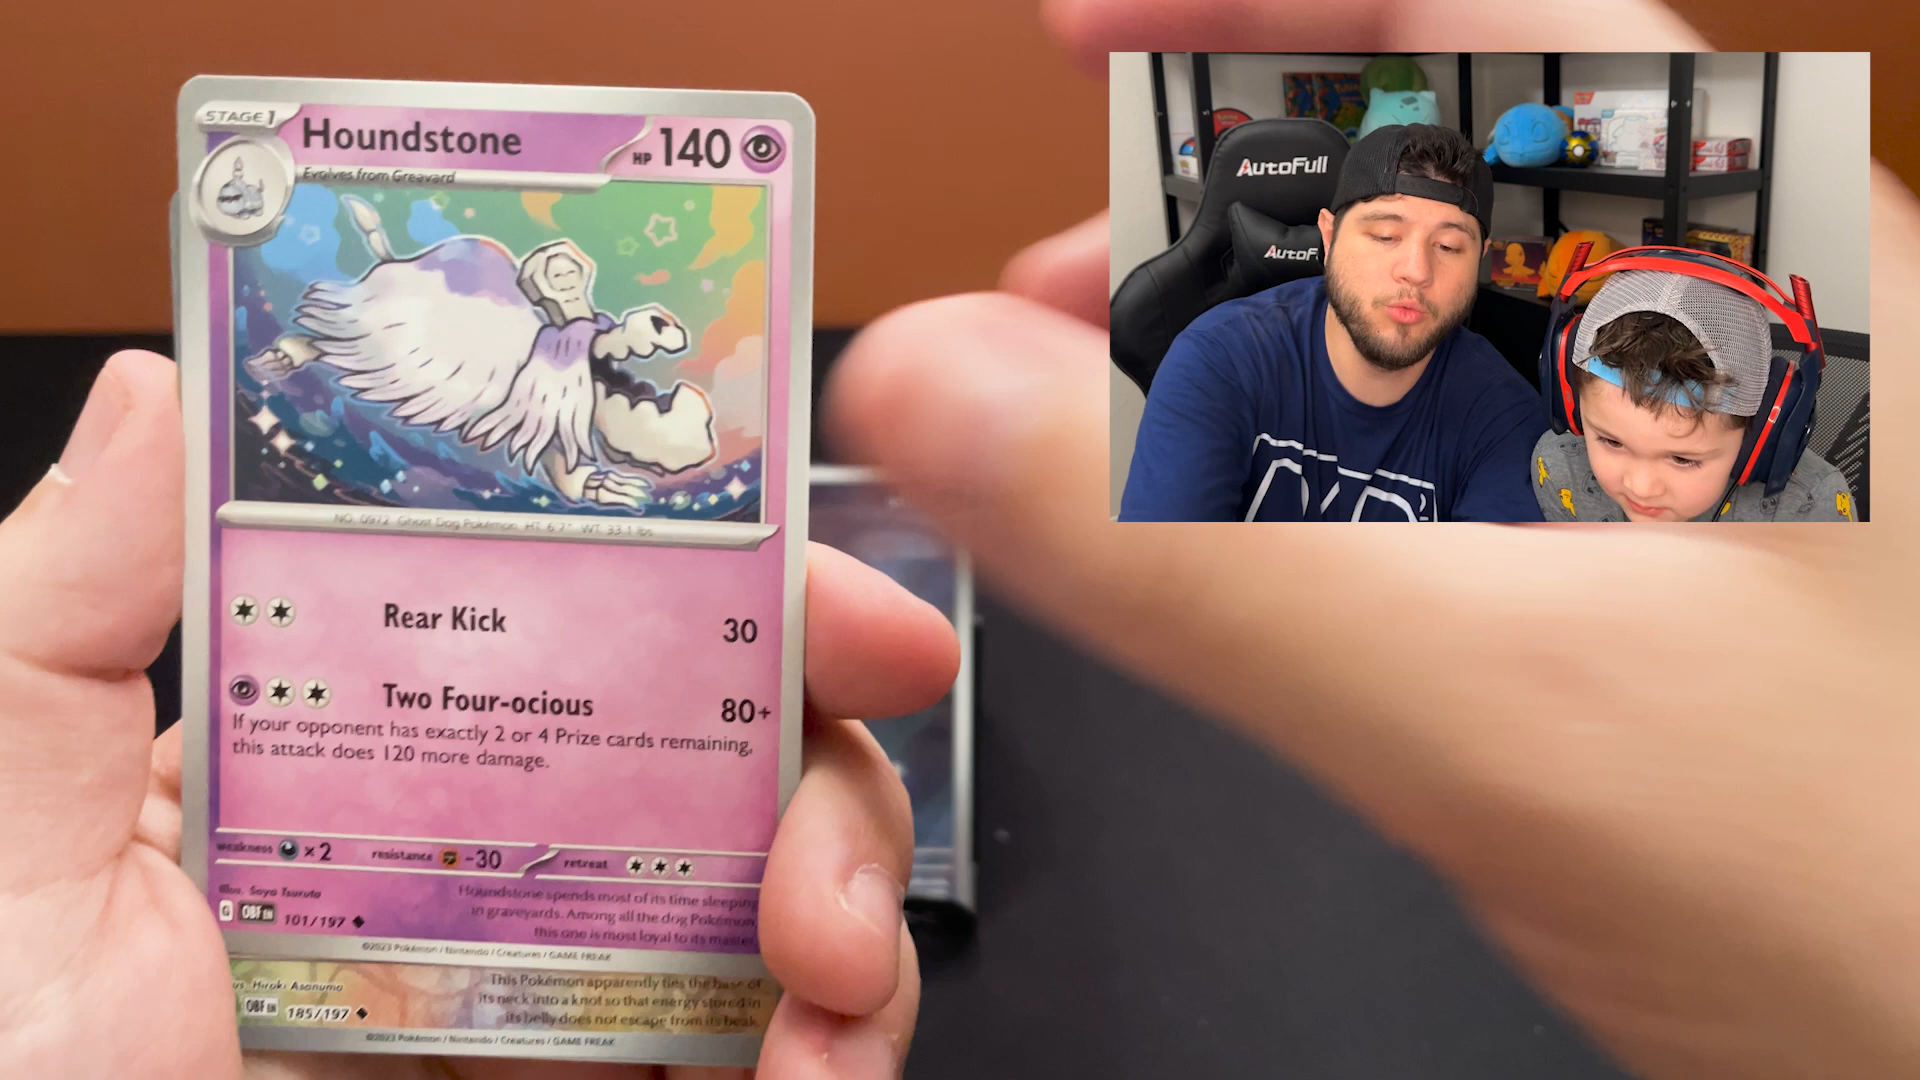 STAGE 1
Houndstone
HP 140
Evolves from Greavard
NO. 0972 Ghost Dog Pokémon HT: 6'7" WT: 33.1 lbs
Rear Kick 30
Two Four-ocious 80+
If your opponent has exactly 2 or 4 Prize cards remaining,
this attack does 120 more damage.
weakness ×2 resistance -30 retreat
Illus. Saya Tsuruta
G OBF EN 101/197
Houndstone spends most of its time sleeping
in graveyards. Among all the dog Pokémon
this one is most loyal to its master.
©2023 Pokémon / Nintendo / Creatures / GAME FREAK
us. Hiroki Asanuma
OBF EN 185/197
This Pokémon apparently ties the base of
its neck into a knot so that energy stored in
its belly does not escape from its beak.
©2023 Pokémon / Nintendo / Creatures / GAME FREAK
AutoFull